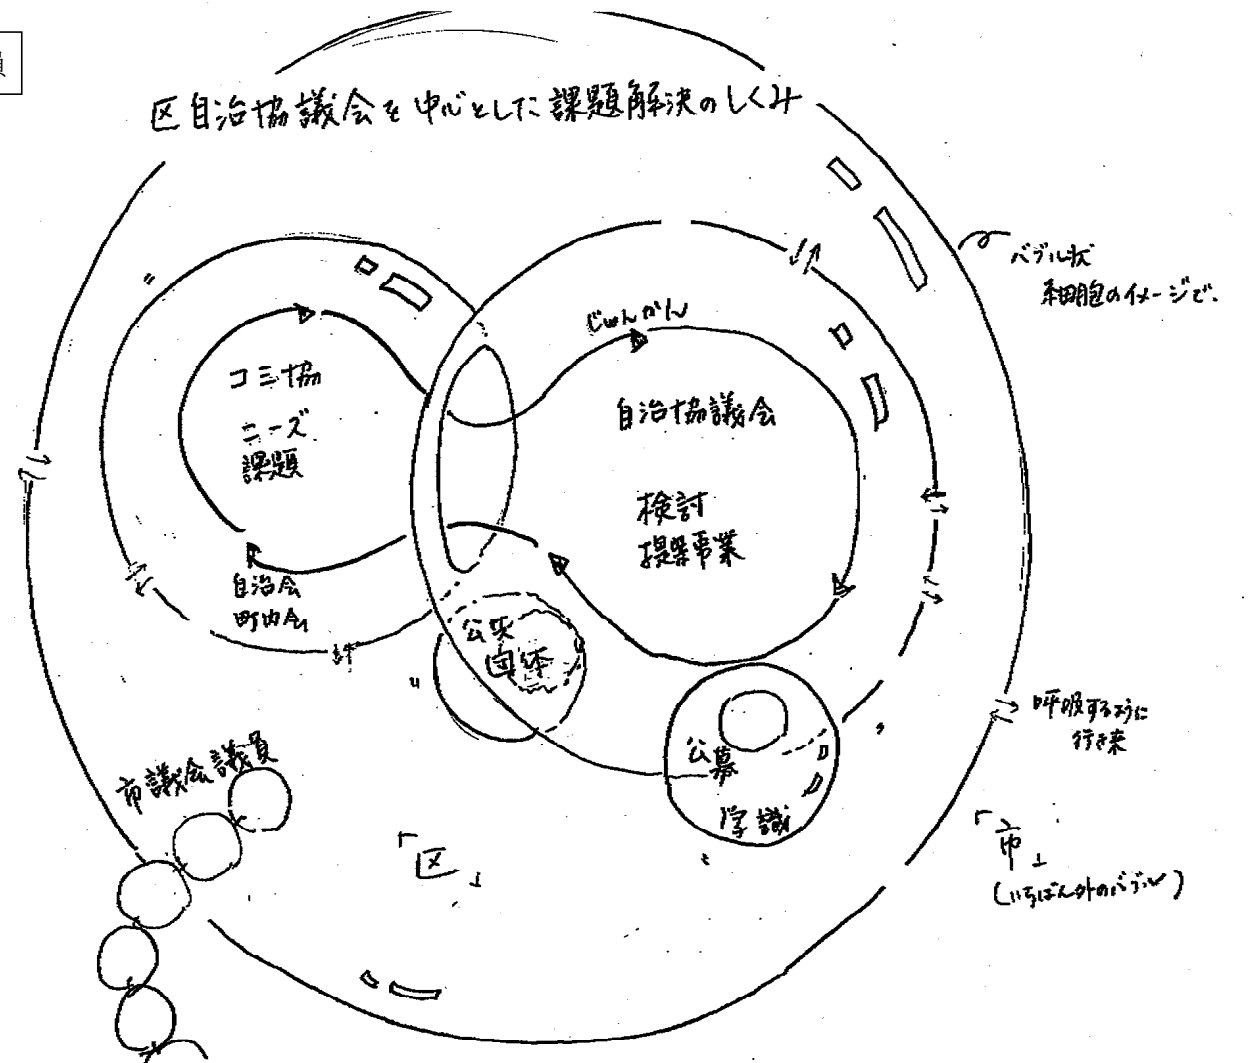 員
区自治協議会を中心とした課題解決のしくみ
バブル状
細胞のイメージで.
じゅんかん
コミ協
ニーズ
課題
自治協議会
検討
提案事業
自治会
町内会
公共
団体
呼吸するように
行き来
市議会議員
公募
学識
「区」
「市」
(いちばん外のバブル)